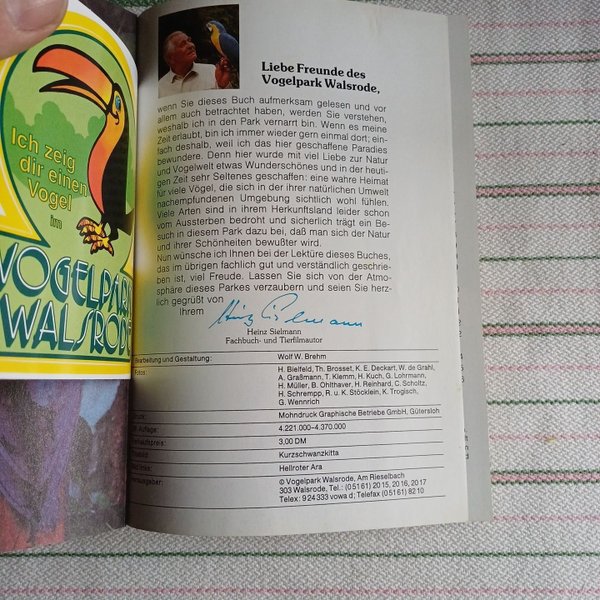 Ich zeig
dir einen
Vogel
im
VOGELPARK
WALSRODE
Liebe Freunde des
Vogelpark Walsrode,
wenn Sie dieses Buch aufmerksam gelesen und vor
allem auch betrachtet haben, werden Sie verstehen,
weshalb ich in den Park vernarrt bin. Wenn es meine
Zeit erlaubt, bin ich immer wieder gern einmal dort; ein-
fach deshalb, weil ich das hier geschaffene Paradies
bewundere. Denn hier wurde mit viel Liebe zur Natur
und Vogelwelt etwas Wunderschönes und in der heuti-
gen Zeit sehr Seltenes geschaffen: eine wahre Heimat
für viele Vögel, die sich in der ihrer natürlichen Umwelt
nachempfundenen Umgebung sichtlich wohl fühlen.
Viele Arten sind in ihrem Herkunftsland leider schon
vom Aussterben bedroht und sicherlich trägt ein Be-
such in diesem Park dazu bei, daß man sich der Natur
und ihrer Schönheiten bewußter wird.
Nun wünsche ich Ihnen bei der Lektüre dieses Buches,
das im übrigen fachlich gut und verständlich geschrie-
ben ist, viel Freude. Lassen Sie sich von der Atmo-
sphäre dieses Parkes verzaubern und seien Sie herz-
lich gegrüßt von
Ihrem
Heinz Sielmann
Heinz Sielmann
Fachbuch- und Tierfilmautor
Bearbeitung und Gestaltung: Wolf W. Brehm
Fotos: H. Bielfeld, Th. Brosset, K. E. Deckart, W. de Grahl,
A. Graßmann, T. Klemm, H. Kuch, G. Lohrmann,
H. Müller, B. Ohlthaver, H. Reinhard, C. Scholtz,
H. Schrempp, R. u. K. Stöcklein, K. Trogisch,
G. Wennrich
Druck: Mohndruck Graphische Betriebe GmbH, Gütersloh
Auflage: 4.221.000–4.370.000
3,00 DM
Kurzschwanzkitta
Hellroter Ara
Herausgeber: © Vogelpark Walsrode, Am Rieselbach
303 Walsrode, Tel.: (05161) 2015, 2016, 2017
Telex: 924333 vowa d; Telefax (05161) 8210